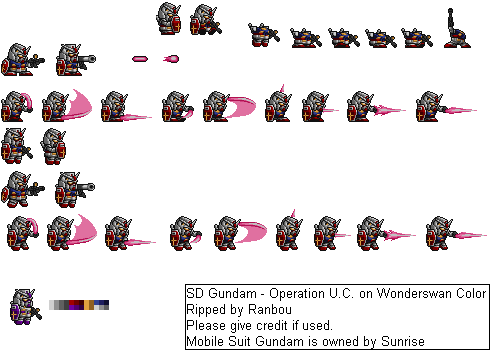 SD Gundam - Operation U.C. on Wonderswan Color
Ripped by Ranbou
Please give credit if used.
Mobile Suit Gundam is owned by Sunrise